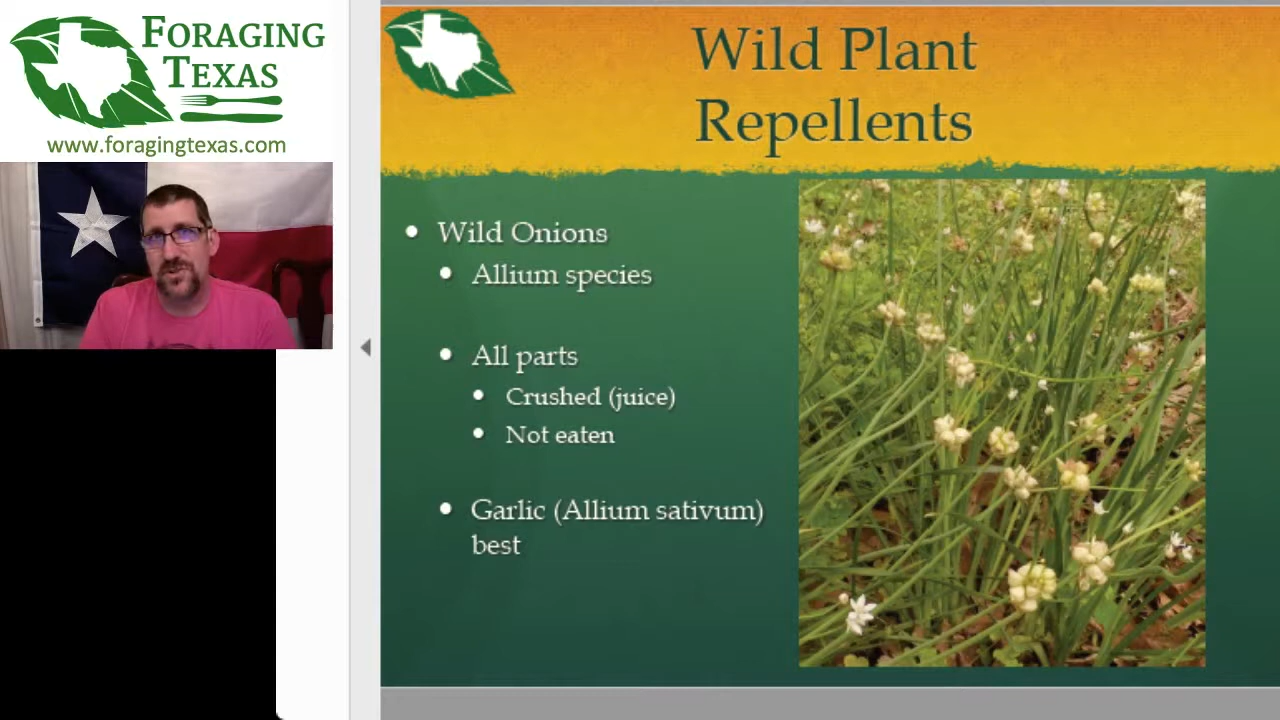 FORAGING
TEXAS
www.foragingtexas.com
Wild Plant
Repellents
• Wild Onions
• Allium species
• All parts
• Crushed (juice)
• Not eaten
• Garlic (Allium sativum)
best